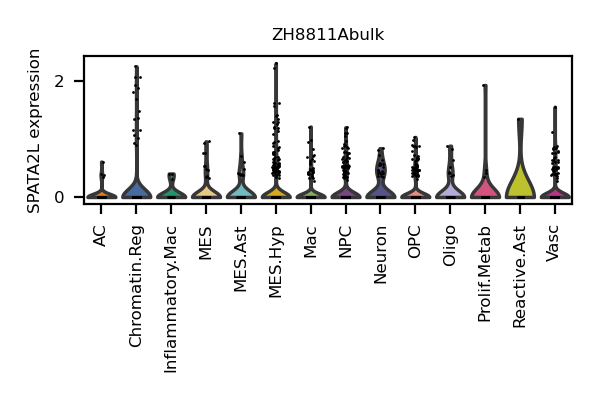 ZH8811Abulk
SPATA2L expression
2
0
AC
Chromatin.Reg
Inflammatory.Mac
MES
MES.Ast
MES.Hyp
Mac
NPC
Neuron
OPC
Oligo
Prolif.Metab
Reactive.Ast
Vasc